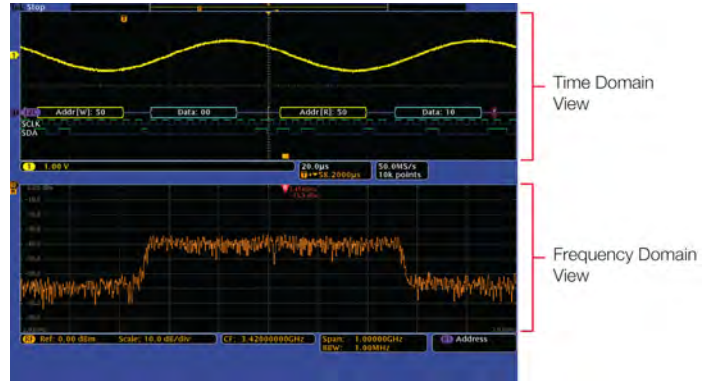 Stop
Time Domain
View
Addr[W]: 50
Data: 00
Addr[R]: 50
Data: 10
SCLK
SDA
1 1.00 V
20.0µs
50.0MS/s
10k points
Frequency Domain
View
Ref: 0.00 dBm
Scale: 10.0 dB/div
CF: 3.42000000GHz
Span: 1.00000GHz
RBW: 1.00MHz
Address